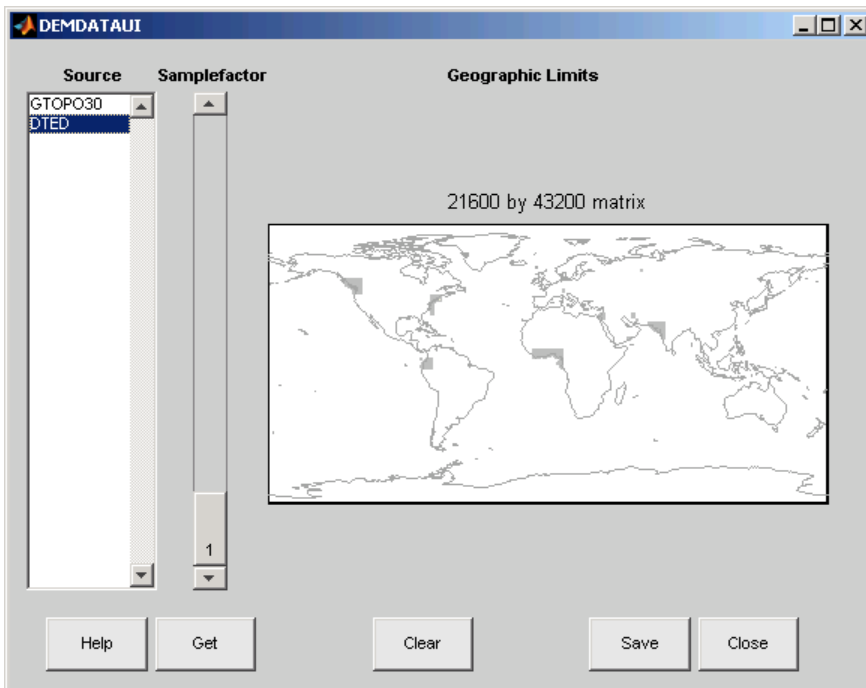 DEMDATAUI
Source
Samplefactor
Geographic Limits
GTOPO30
DTED
21600 by 43200 matrix
1
Help
Get
Clear
Save
Close